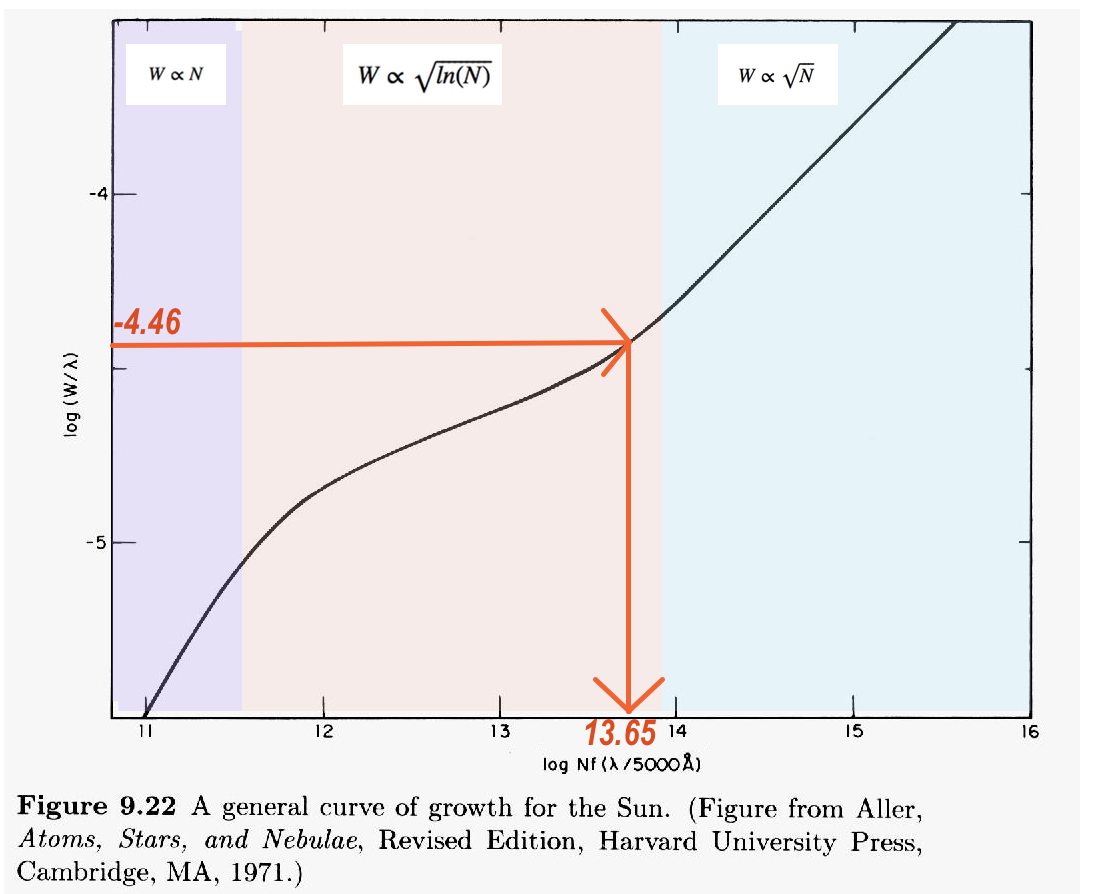 W ∝ N
W ∝ √ln(N)
W ∝ √N
-4
-4.46
log (W/λ)
-5
11
12
13
13.65
14
15
16
log Nf (λ/5000Å)
Figure 9.22 A general curve of growth for the Sun. (Figure from Aller,
Atoms, Stars, and Nebulae, Revised Edition, Harvard University Press,
Cambridge, MA, 1971.)